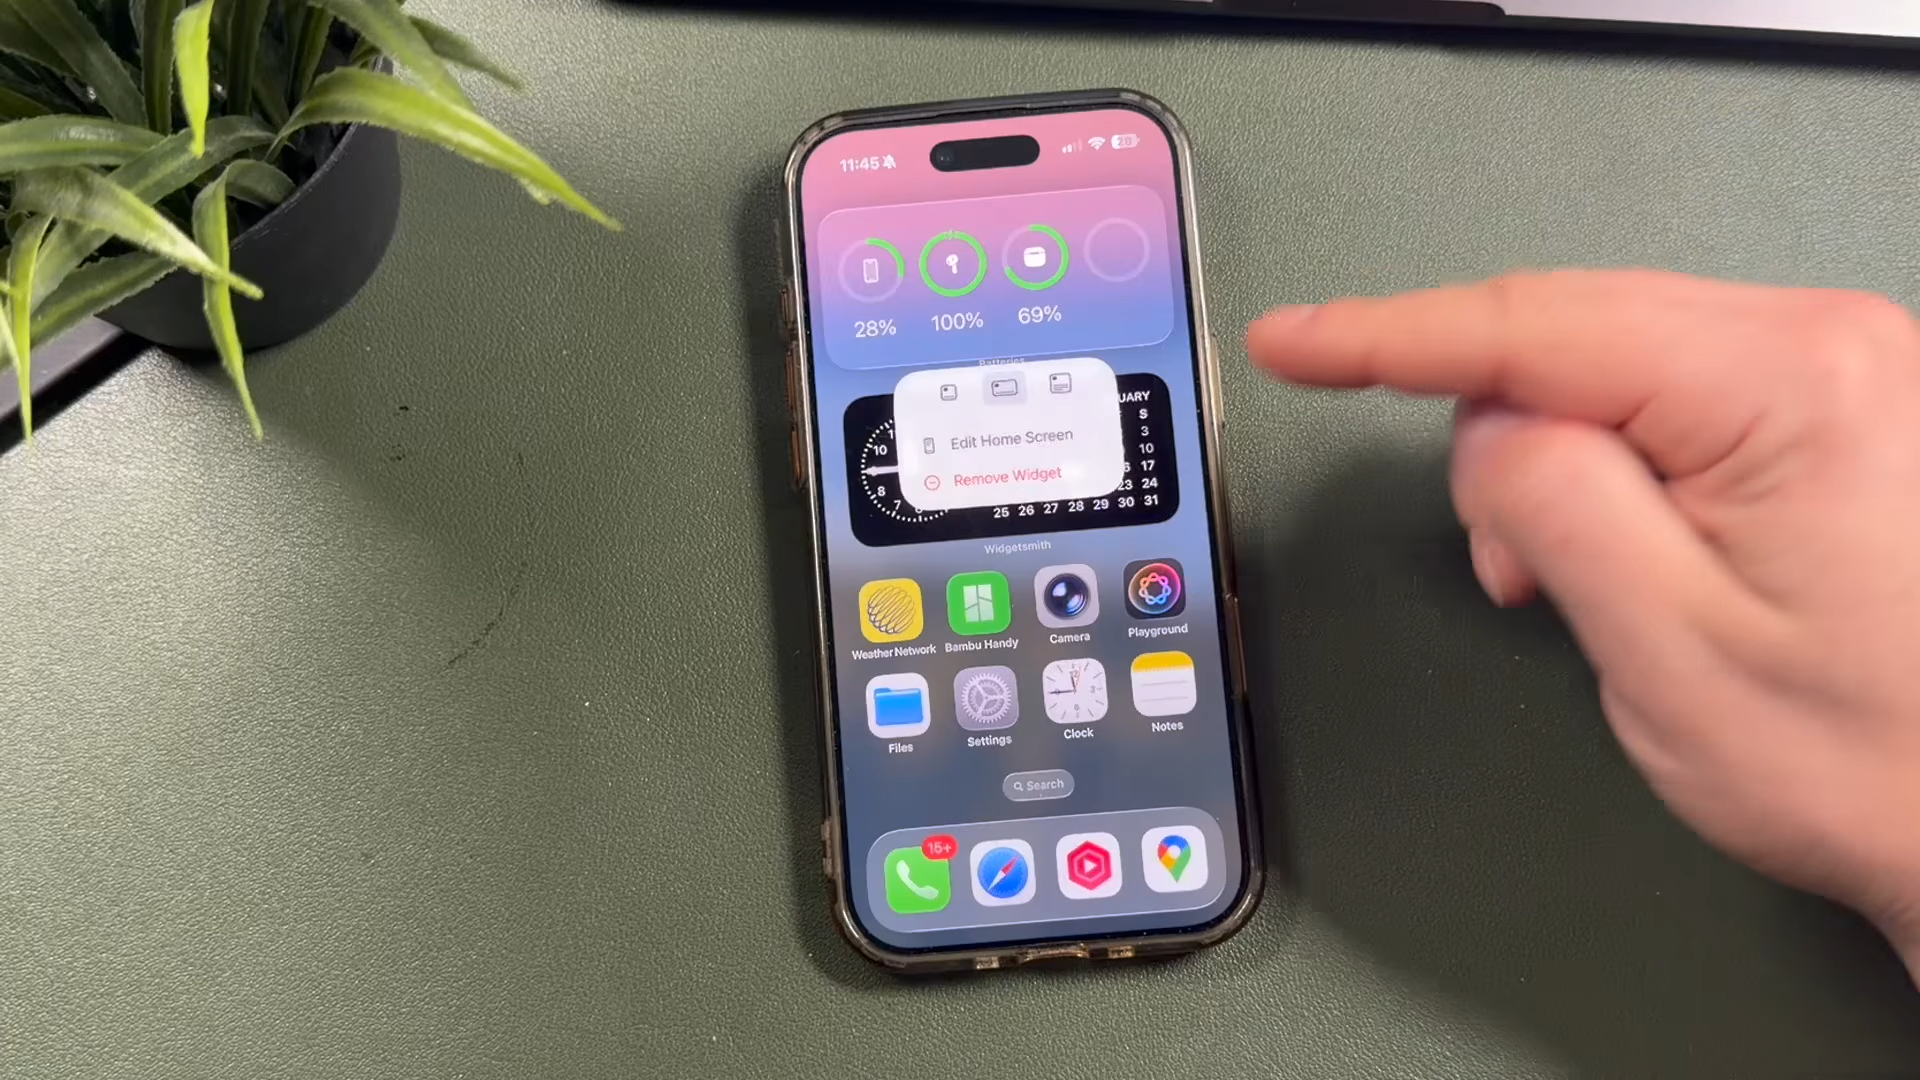 11:45
28
28%
100%
69%
Batteries
UARY
S
3
10
17
24
23
25 26 27 28 29 30 31
10
8
7
Edit Home Screen
Remove Widget
Widgetsmith
Weather Network
Bambu Handy
Camera
Playground
Files
Settings
Clock
Notes
Search
15+